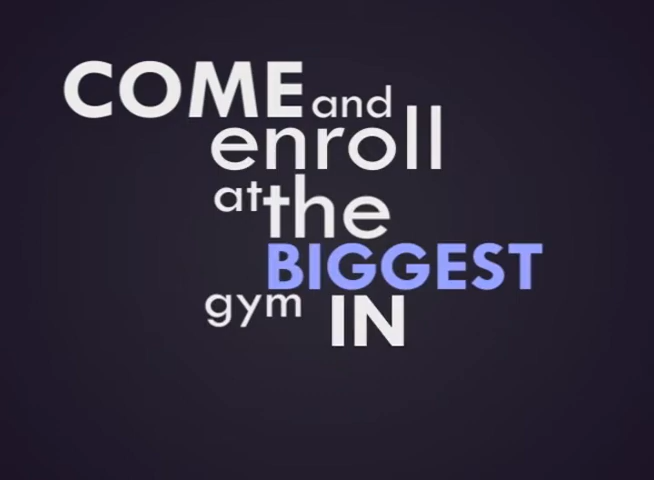 COME and
enroll
at the
BIGGEST
gym IN